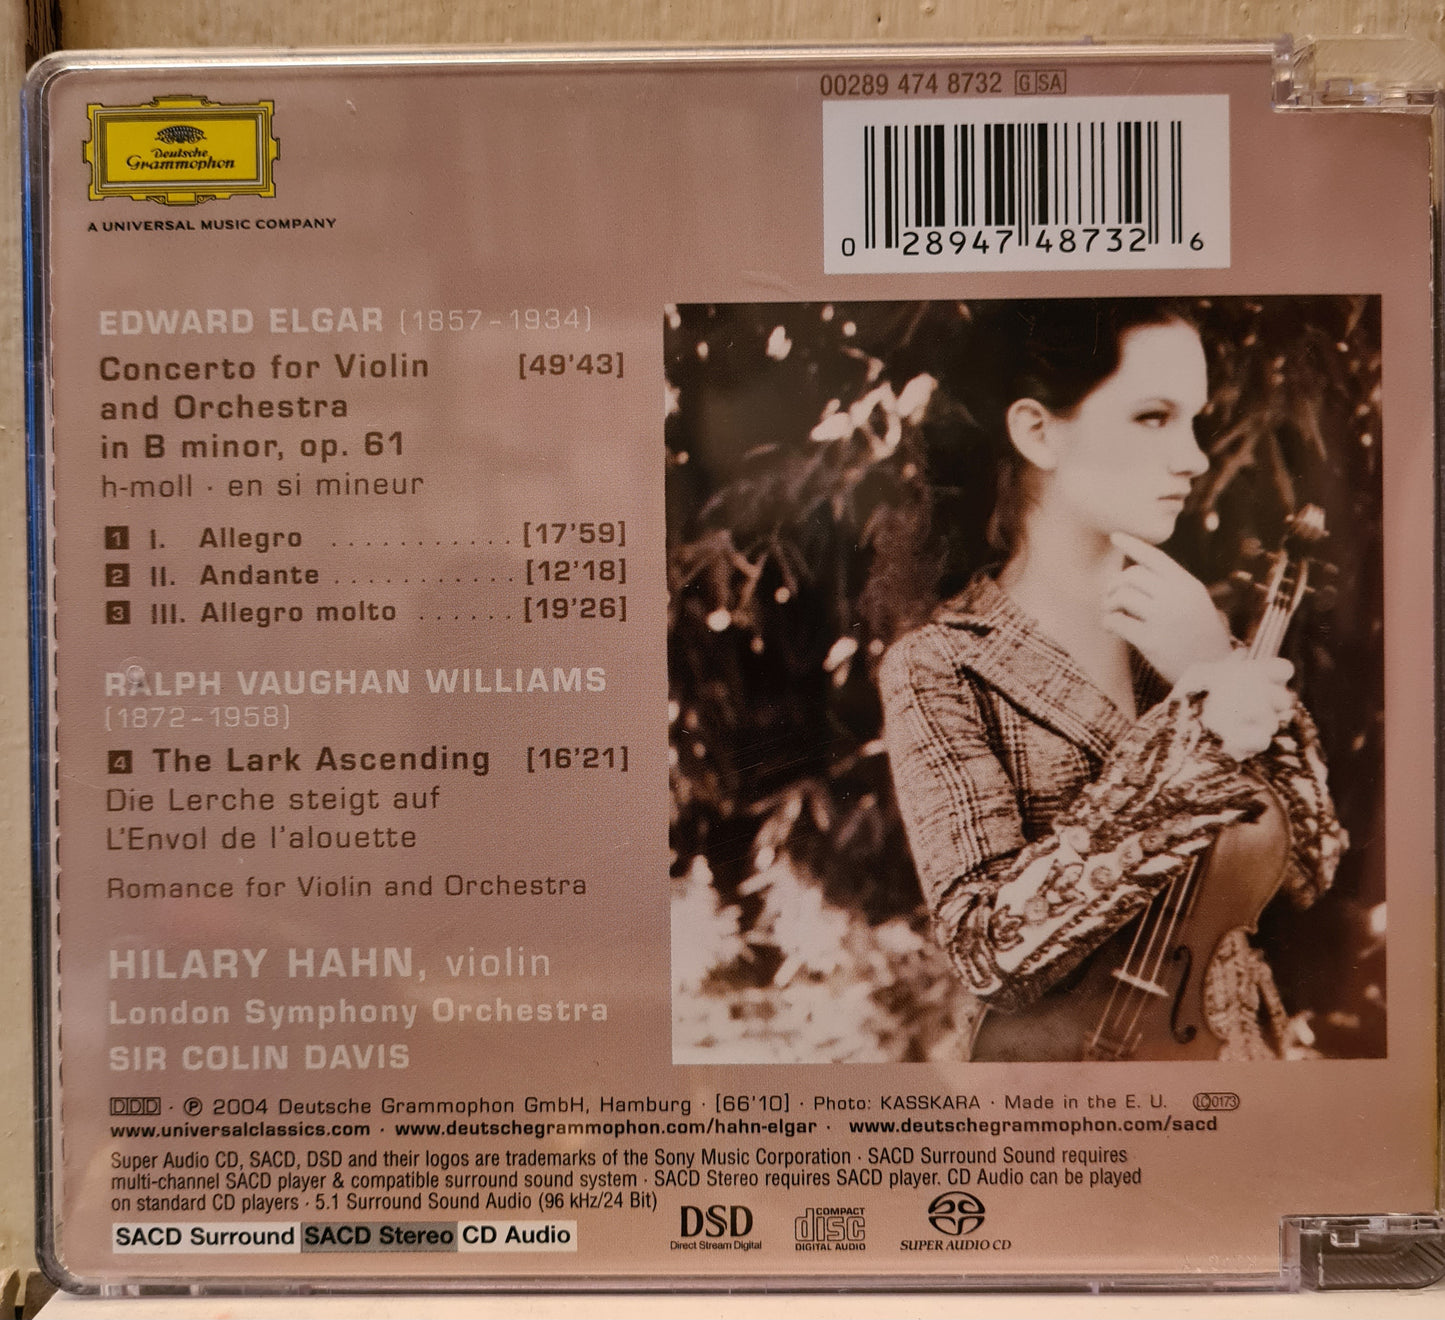 00289 474 8732 G SA
Deutsche
Grammophon
A UNIVERSAL MUSIC COMPANY
0 28947 48732 6
EDWARD ELGAR (1857-1934)
Concerto for Violin [49'43]
and Orchestra
in B minor, op. 61
h-moll · en si mineur
1 I. Allegro ........... [17'59]
2 II. Andante ........... [12'18]
3 III. Allegro molto ...... [19'26]
RALPH VAUGHAN WILLIAMS
(1872-1958)
4 The Lark Ascending [16'21]
Die Lerche steigt auf
L'Envol de l'alouette
Romance for Violin and Orchestra
HILARY HAHN, violin
London Symphony Orchestra
SIR COLIN DAVIS
DDD · ℗ 2004 Deutsche Grammophon GmbH, Hamburg · [66'10] · Photo: KASSKARA · Made in the E. U. LC0173
www.universalclassics.com · www.deutschegrammophon.com/hahn-elgar · www.deutschegrammophon.com/sacd
Super Audio CD, SACD, DSD and their logos are trademarks of the Sony Music Corporation · SACD Surround Sound requires
multi-channel SACD player & compatible surround sound system · SACD Stereo requires SACD player. CD Audio can be played
on standard CD players · 5.1 Surround Sound Audio (96 kHz/24 Bit)
SACD Surround SACD Stereo CD Audio
DSD
Direct Stream Digital
COMPACT
disc
DIGITAL AUDIO
SUPER AUDIO CD